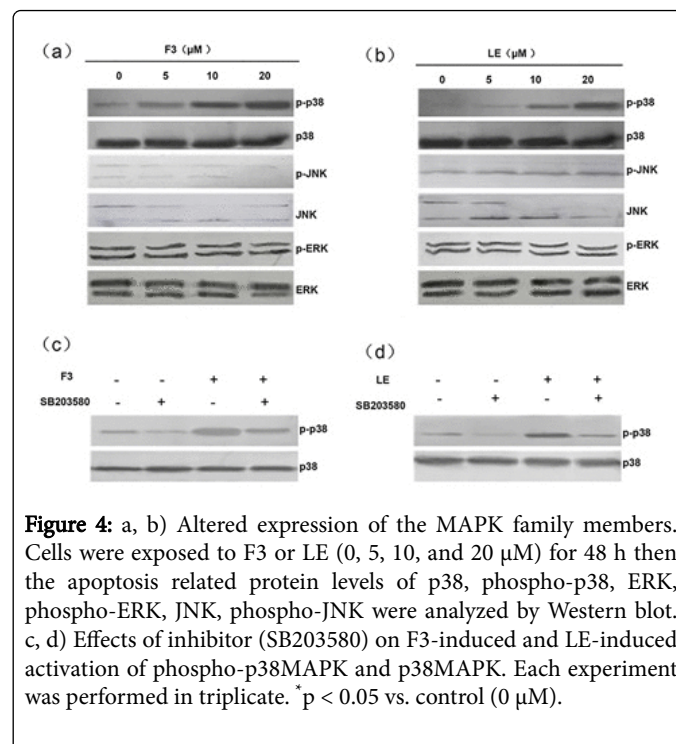 (a)
F3 (μM)
0 5 10 20
p-p38
p38
p-JNK
JNK
p-ERK
ERK
(b)
LE (μM)
0 5 10 20
p-p38
p38
p-JNK
JNK
p-ERK
ERK
(c)
F3 - - + +
SB203580 - + - +
p-p38
p38
(d)
LE - - + +
SB203580 - + - +
p-p38
p38
Figure 4: a, b) Altered expression of the MAPK family members.
Cells were exposed to F3 or LE (0, 5, 10, and 20 μM) for 48 h then
the apoptosis related protein levels of p38, phospho-p38, ERK,
phospho-ERK, JNK, phospho-JNK were analyzed by Western blot.
c, d) Effects of inhibitor (SB203580) on F3-induced and LE-induced
activation of phospho-p38MAPK and p38MAPK. Each experiment
was performed in triplicate. *p < 0.05 vs. control (0 μM).